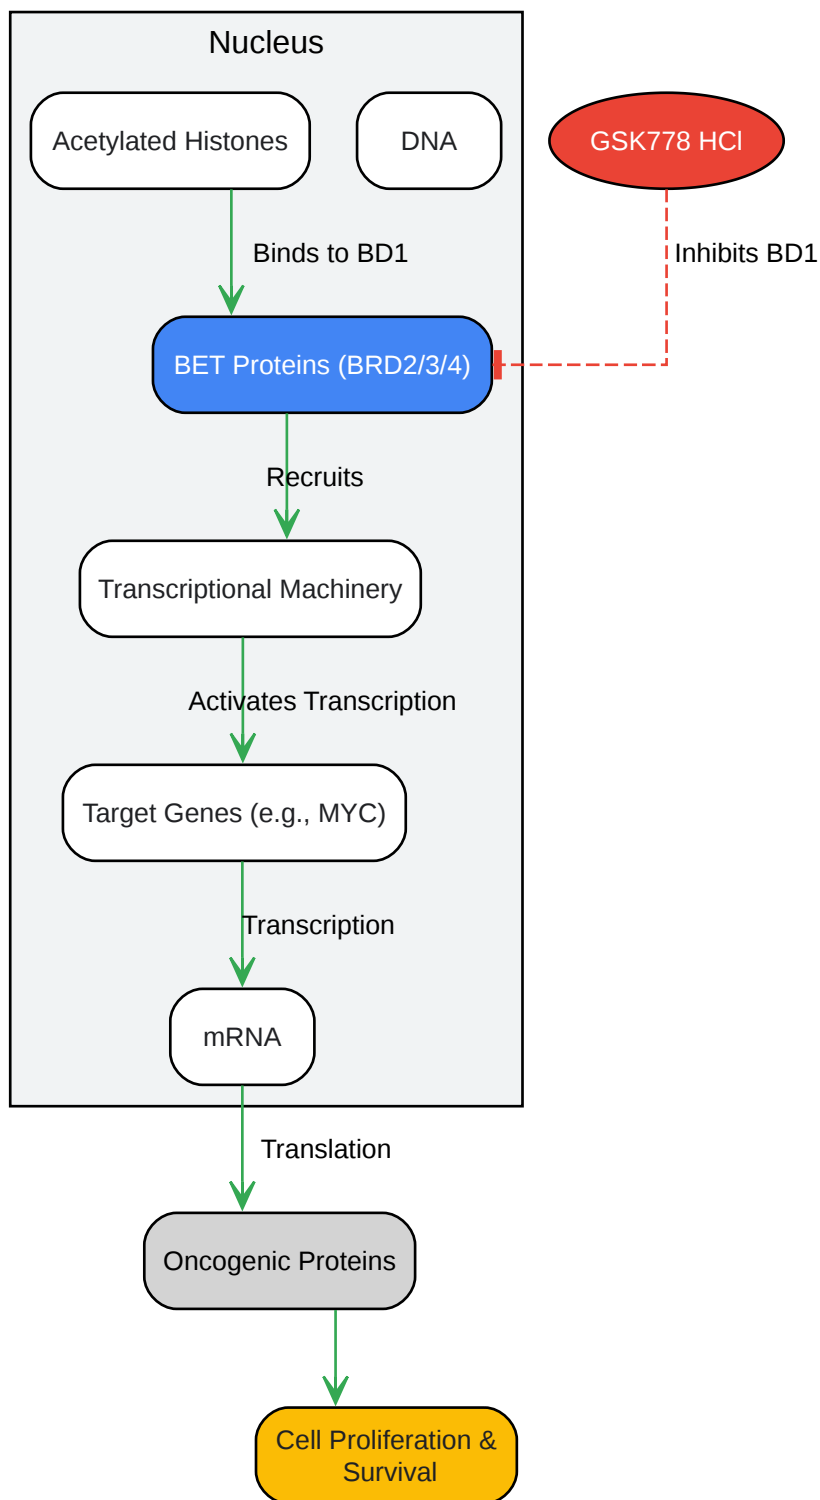 Nucleus
Acetylated Histones
DNA
GSK778 HCl
Binds to BD1
Inhibits BD1
BET Proteins (BRD2/3/4)
Recruits
Transcriptional Machinery
Activates Transcription
Target Genes (e.g., MYC)
Transcription
mRNA
Translation
Oncogenic Proteins
Cell Proliferation &
Survival